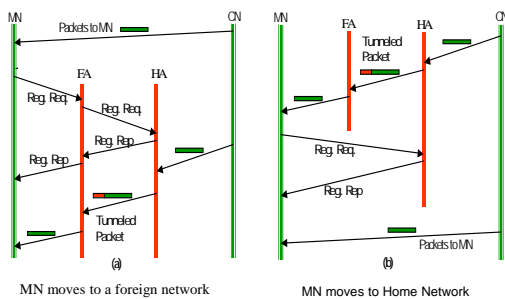 MN
CN
Packets to MN
FA
HA
Reg. Req.
Reg. Req.
Reg. Rep
Reg. Rep
Tunneled
Packet
(a)
MN moves to a foreign network
MN
CN
FA
HA
Tunneled
Packet
Reg. Req.
Reg. Rep
Packets to MN
(b)
MN moves to Home Network